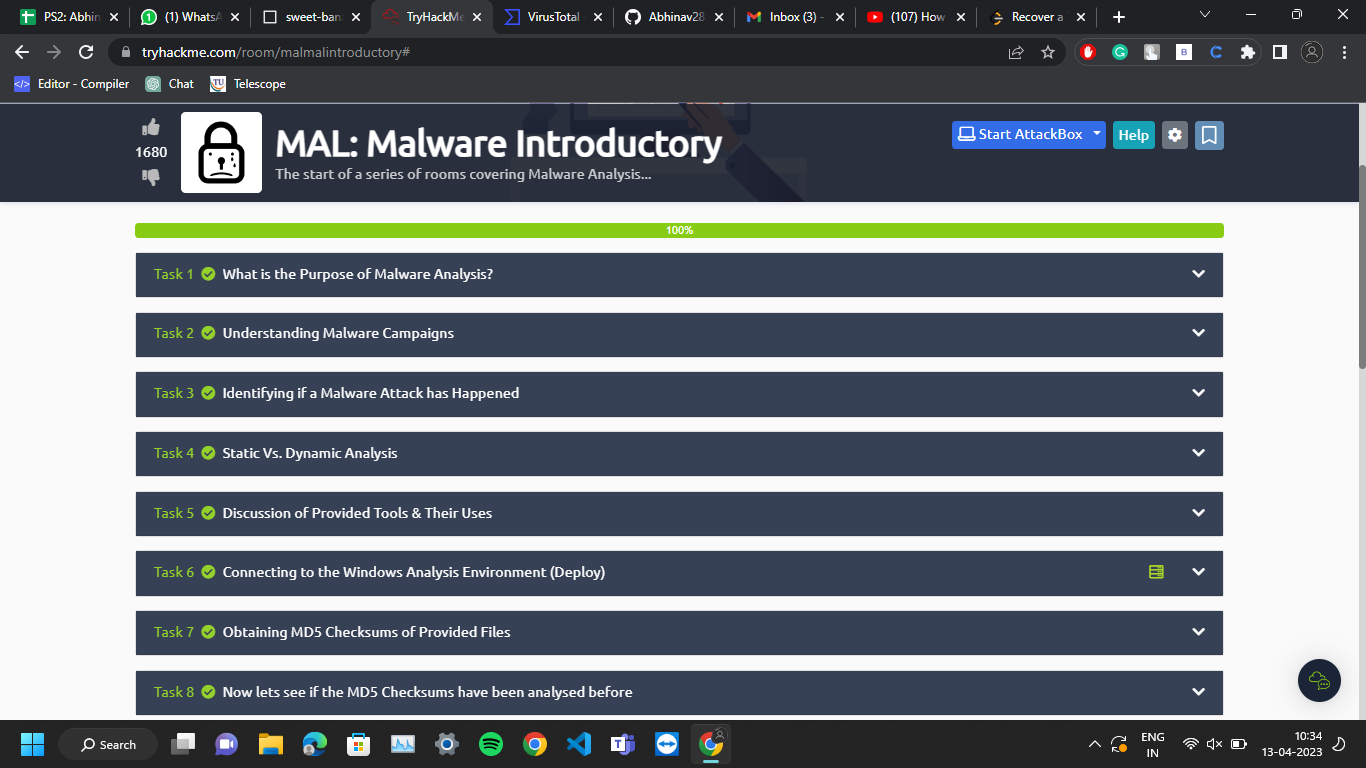 PS2: Abhin
(1) WhatsA
sweet-ban
TryHackMe
VirusTotal
Abhinav28
Inbox (3) -
(107) How
Recover a
tryhackme.com/room/malmalintroductory#
B
C
</> Editor - Compiler
Chat
TU Telescope
1680
MAL: Malware Introductory
The start of a series of rooms covering Malware Analysis...
Start AttackBox
Help
100%
Task 1 What is the Purpose of Malware Analysis?
Task 2 Understanding Malware Campaigns
Task 3 Identifying if a Malware Attack has Happened
Task 4 Static Vs. Dynamic Analysis
Task 5 Discussion of Provided Tools & Their Uses
Task 6 Connecting to the Windows Analysis Environment (Deploy)
Task 7 Obtaining MD5 Checksums of Provided Files
Task 8 Now lets see if the MD5 Checksums have been analysed before
Search
ENG
IN
10:34
13-04-2023